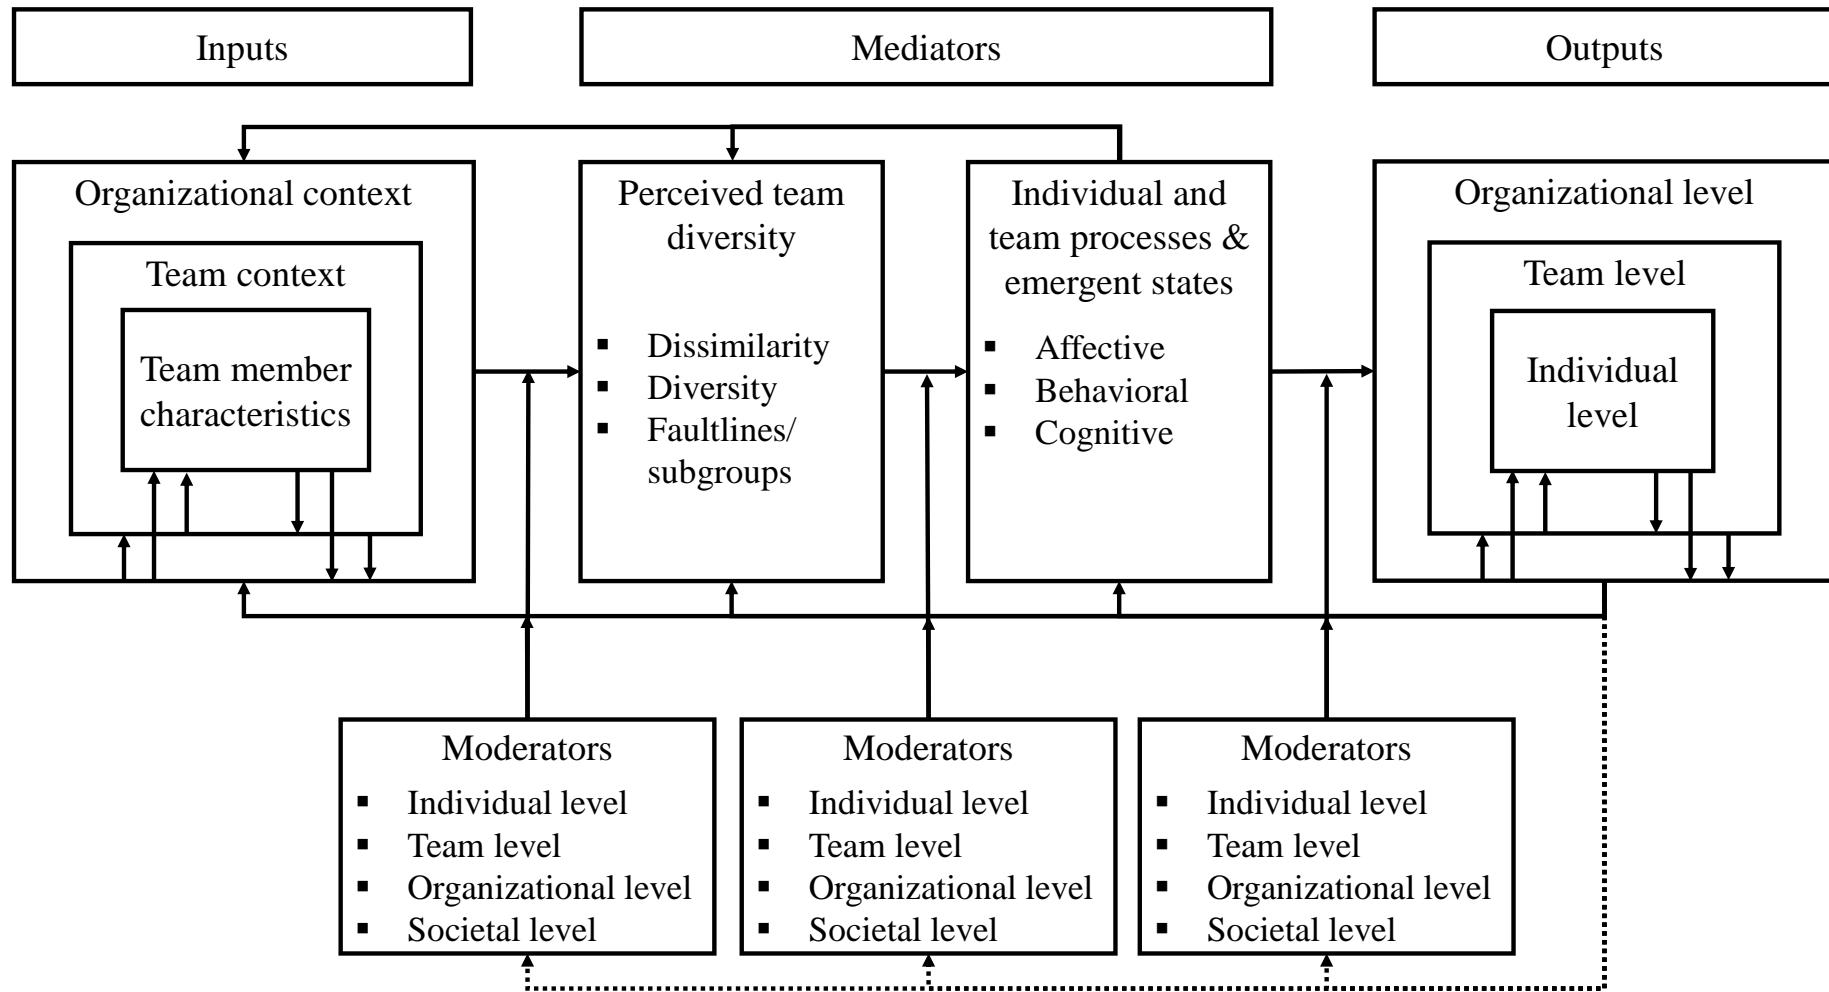 Inputs
Mediators
Outputs
Organizational context
Team context
Team member
characteristics
Perceived team
diversity
▪ Dissimilarity
▪ Diversity
▪ Faultlines/
subgroups
Individual and
team processes &
emergent states
▪ Affective
▪ Behavioral
▪ Cognitive
Organizational level
Team level
Individual
level
Moderators
▪ Individual level
▪ Team level
▪ Organizational level
▪ Societal level
Moderators
▪ Individual level
▪ Team level
▪ Organizational level
▪ Societal level
Moderators
▪ Individual level
▪ Team level
▪ Organizational level
▪ Societal level